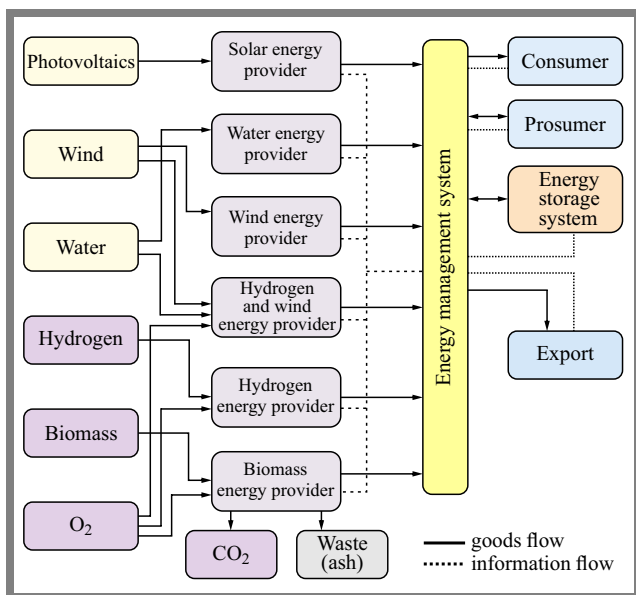 Photovoltaics
Wind
Water
Hydrogen
Biomass
O2
Solar energy
provider
Water energy
provider
Wind energy
provider
Hydrogen
and wind
energy provider
Hydrogen
energy provider
Biomass
energy provider
CO2
Waste
(ash)
Energy management system
Consumer
Prosumer
Energy
storage
system
Export
goods flow
information flow